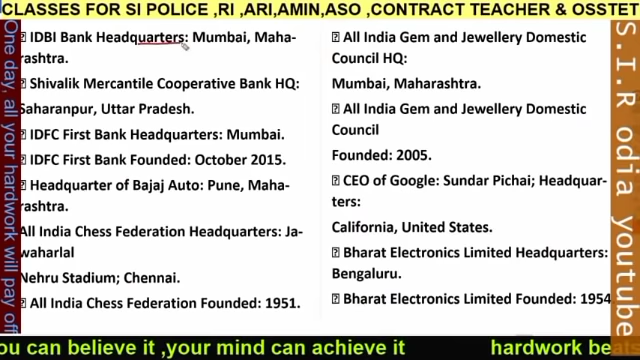 CLASSES FOR SI POLICE ,RI ,ARI,AMIN,ASO ,CONTRACT TEACHER & OSSTET
One day, all your hardwork will pay off
IDBI Bank Headquarters: Mumbai, Maha-
rashtra.
Shivalik Mercantile Cooperative Bank HQ:
Saharanpur, Uttar Pradesh.
IDFC First Bank Headquarters: Mumbai.
IDFC First Bank Founded: October 2015.
Headquarter of Bajaj Auto: Pune, Maha-
rashtra.
All India Chess Federation Headquarters: Ja-
waharlal
Nehru Stadium; Chennai.
All India Chess Federation Founded: 1951.
All India Gem and Jewellery Domestic
Council HQ:
Mumbai, Maharashtra.
All India Gem and Jewellery Domestic
Council
Founded: 2005.
CEO of Google: Sundar Pichai; Headquar-
ters:
California, United States.
Bharat Electronics Limited Headquarters:
Bengaluru.
Bharat Electronics Limited Founded: 1954
S.I.R odia youtube
ou can believe it ,your mind can achieve it hardwork beats